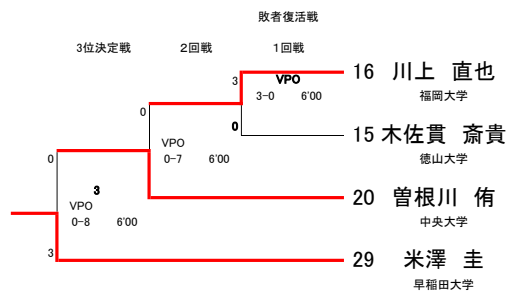 敗者復活戦
3位決定戦 2回戦 1回戦
3 VPO 16 川上 直也
3-0 6'00 福岡大学
0
0 15 木佐貫 斎貴
VPO 徳山大学
0-7 6'00
0
3 20 曽根川 侑
VPO 中央大学
0-8 6'00
3 29 米澤 圭
早稲田大学